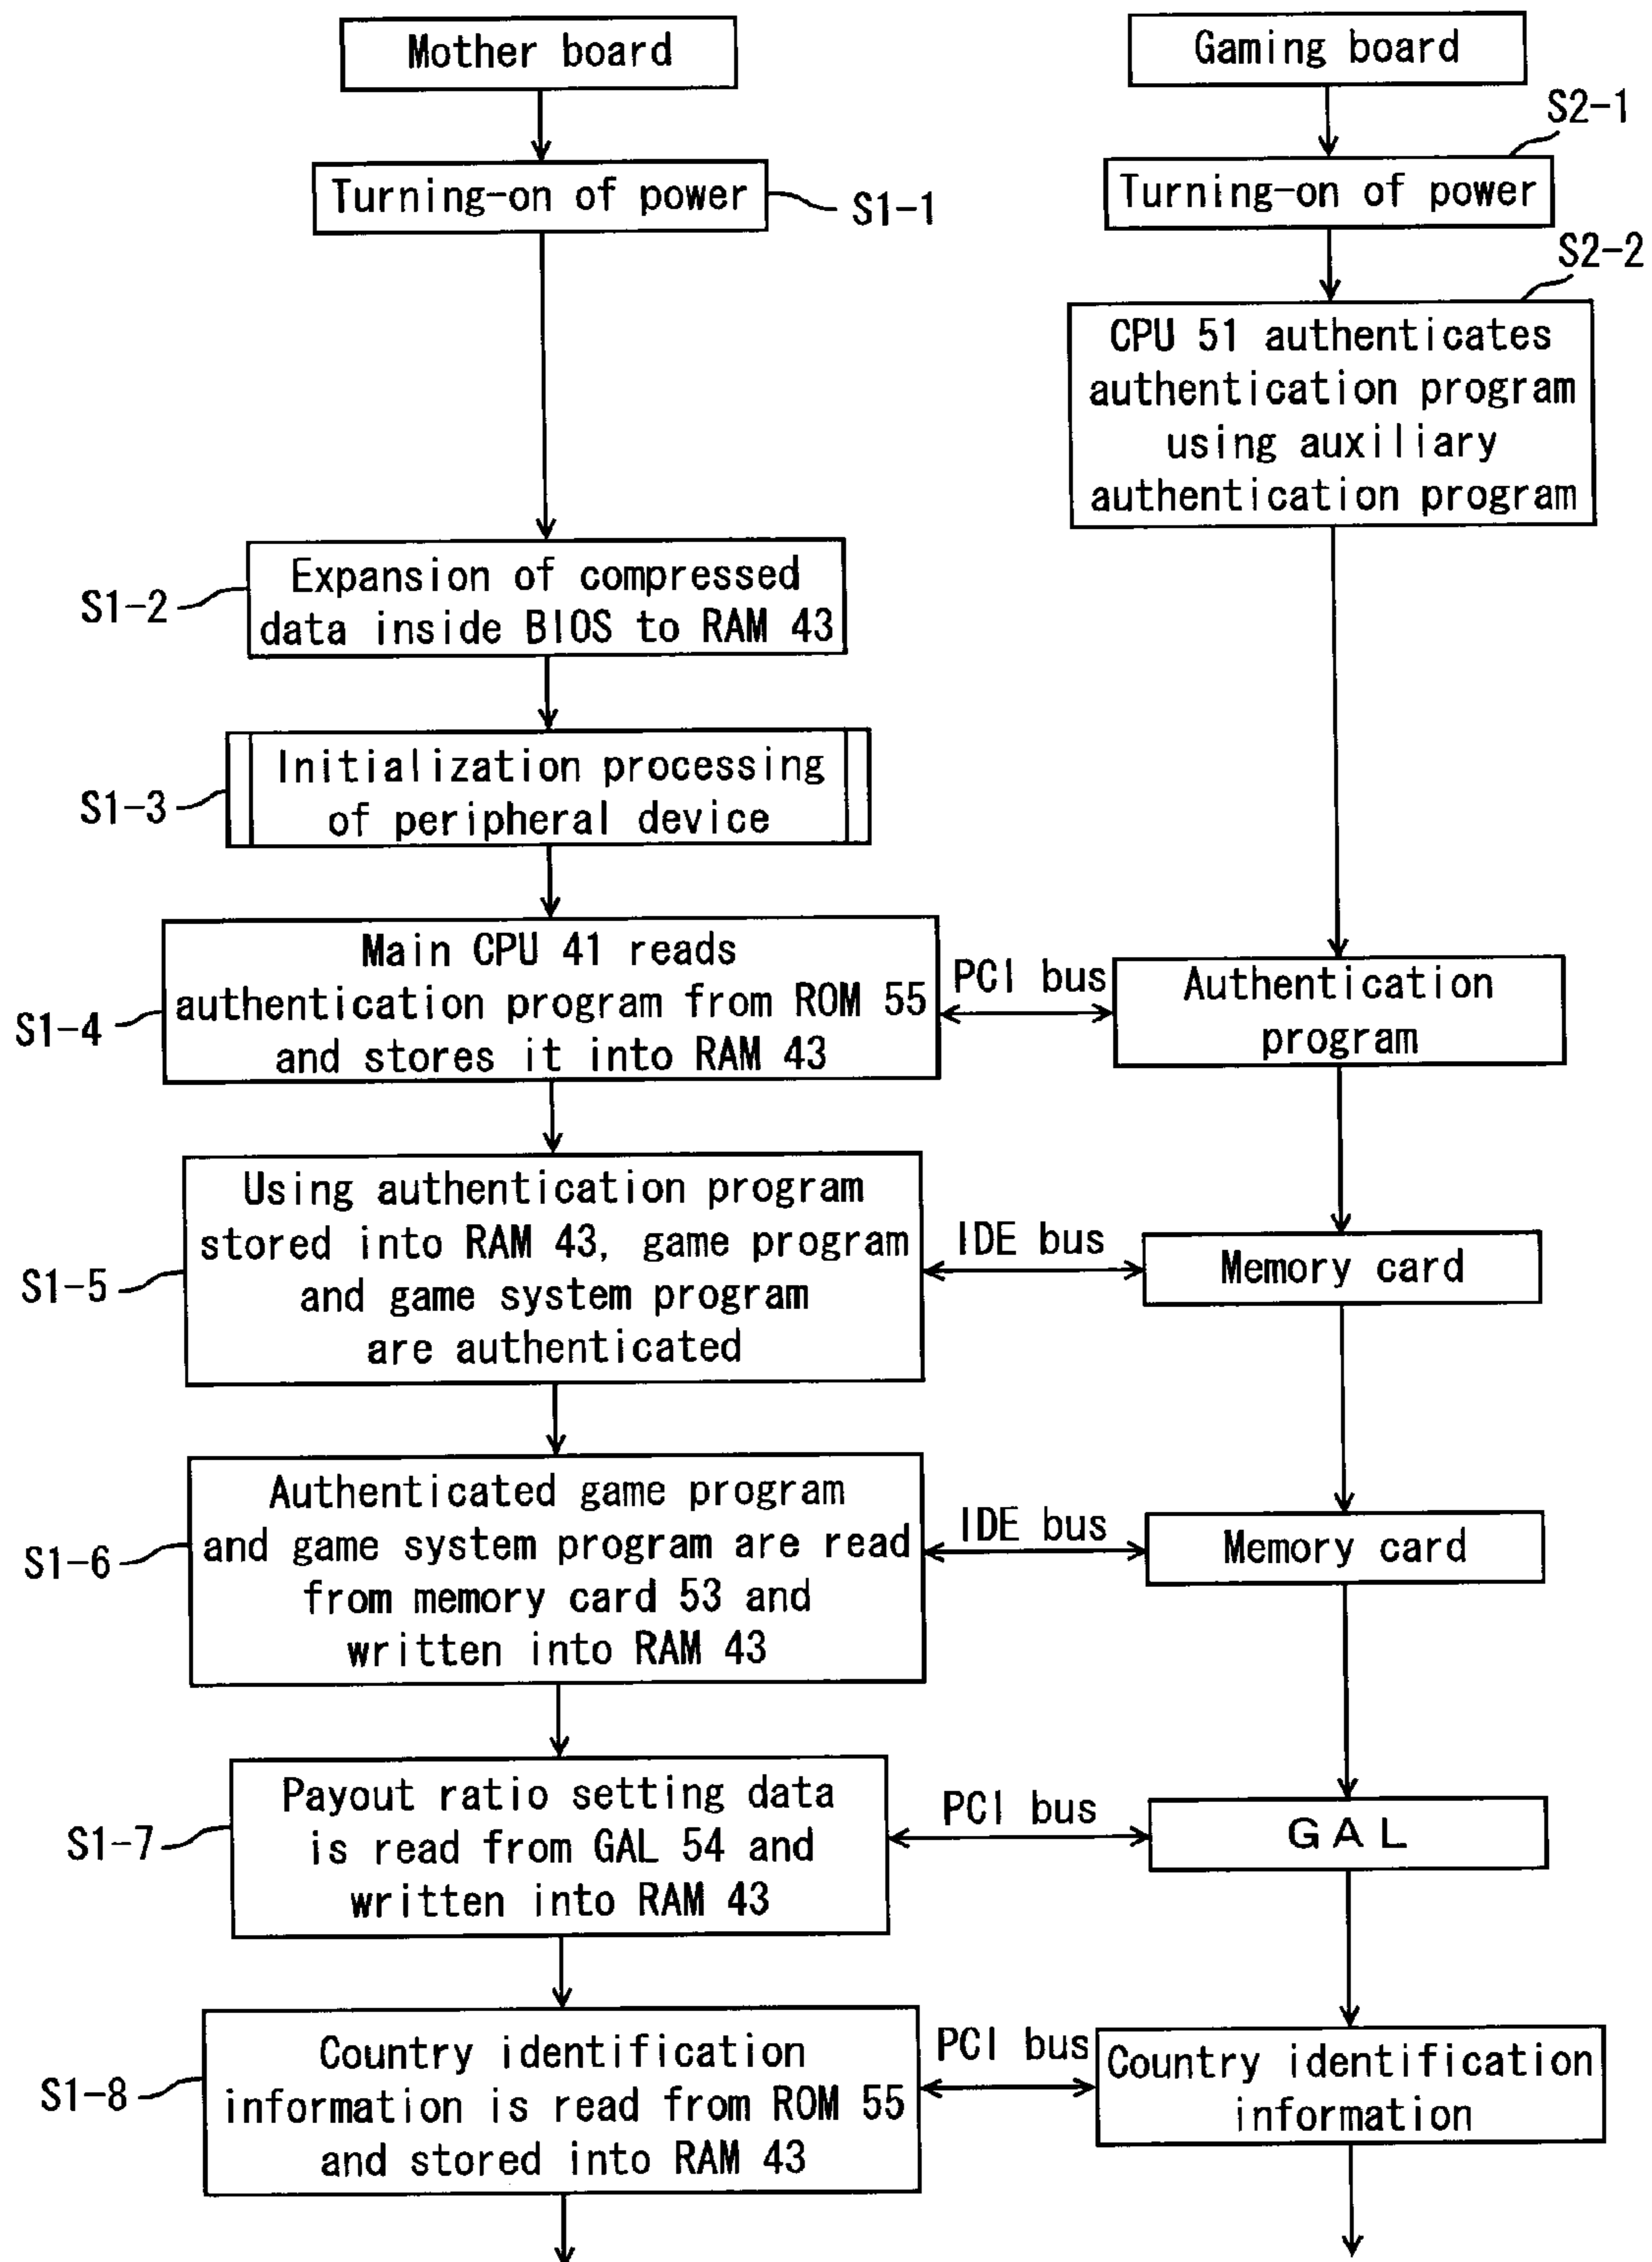 Mother board
Gaming board
S2-1
Turning-on of power
S1-1
Turning-on of power
S2-2
CPU 51 authenticates
authentication program
using auxiliary
authentication program
S1-2
Expansion of compressed
data inside BIOS to RAM 43
S1-3
Initialization processing
of peripheral device
S1-4
Main CPU 41 reads
authentication program from ROM 55
and stores it into RAM 43
PCI bus
Authentication
program
S1-5
Using authentication program
stored into RAM 43, game program
and game system program
are authenticated
IDE bus
Memory card
S1-6
Authenticated game program
and game system program are read
from memory card 53 and
written into RAM 43
IDE bus
Memory card
S1-7
Payout ratio setting data
is read from GAL 54 and
written into RAM 43
PCI bus
GAL
S1-8
Country identification
information is read from ROM 55
and stored into RAM 43
PCI bus
Country identification
information